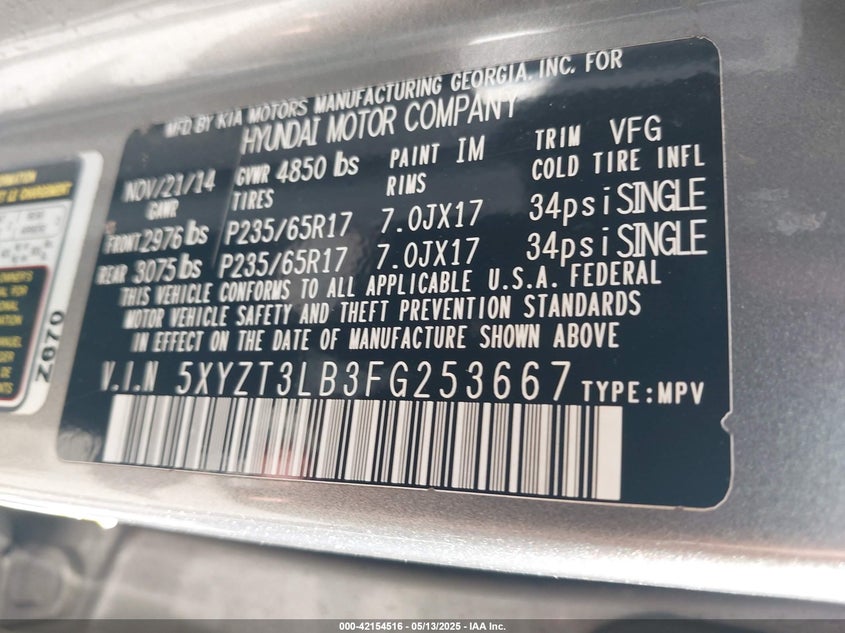 MFD BY KIA MOTORS MANUFACTURING GEORGIA. INC. FOR
HYUNDAI MOTOR COMPANY
NOV/21/14 GVWR 4850 lbs PAINT IM TRIM VFG
GAWR TIRES RIMS COLD TIRE INFL
FRONT 2976 lbs P235/65R17 7.0JX17 34psi SINGLE
REAR 3075 lbs P235/65R17 7.0JX17 34psi SINGLE
THIS VEHICLE CONFORMS TO ALL APPLICABLE U.S.A. FEDERAL
MOTOR VEHICLE SAFETY AND THEFT PREVENTION STANDARDS
IN EFFECT ON THE DATE OF MANUFACTURE SHOWN ABOVE
V.I.N 5XYZT3LB3FG253667 TYPE:MPV
Z070
000-42154516 - 05/13/2025 - IAA Inc.